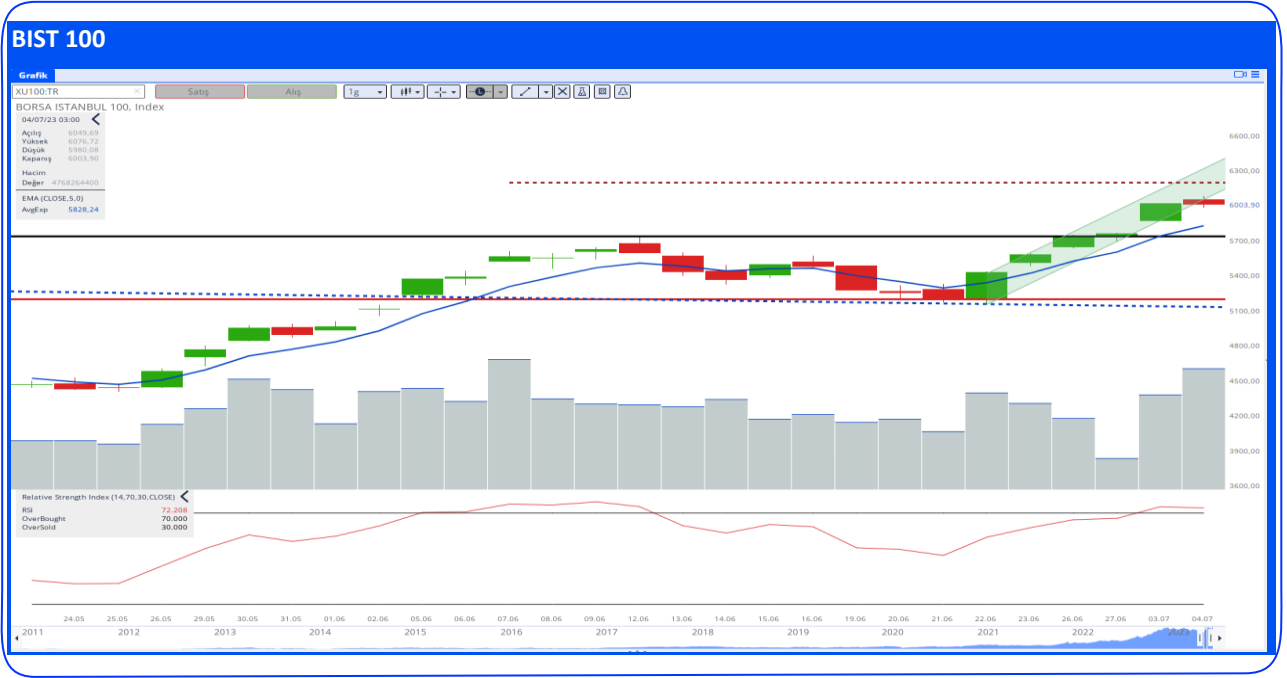 BIST 100
Grafik
XU100:TR × Satış Alış 1g
BORSA ISTANBUL 100, Index
04/07/23 03:00
Açılış 6049,69
Yüksek 6076,72
Düşük 5980,08
Kapanış 6003,90
Hacim
Değer 4768264400
EMA (CLOSE,5,0)
AvgExp 5828,24
6600,00
6300,00
6003,90
5700,00
5400,00
5100,00
4800,00
4500,00
4200,00
3900,00
3600,00
Relative Strength Index (14,70,30,CLOSE)
RSI 72.208
OverBought 70.000
OverSold 30.000
24.05 25.05 26.05 29.05 30.05 31.05 01.06 02.06 05.06 06.06 07.06 08.06 09.06 12.06 13.06 14.06 15.06 16.06 19.06 20.06 21.06 22.06 23.06 26.06 27.06 03.07 04.07
2011 2012 2013 2014 2015 2016 2017 2018 2019 2020 2021 2022 2023